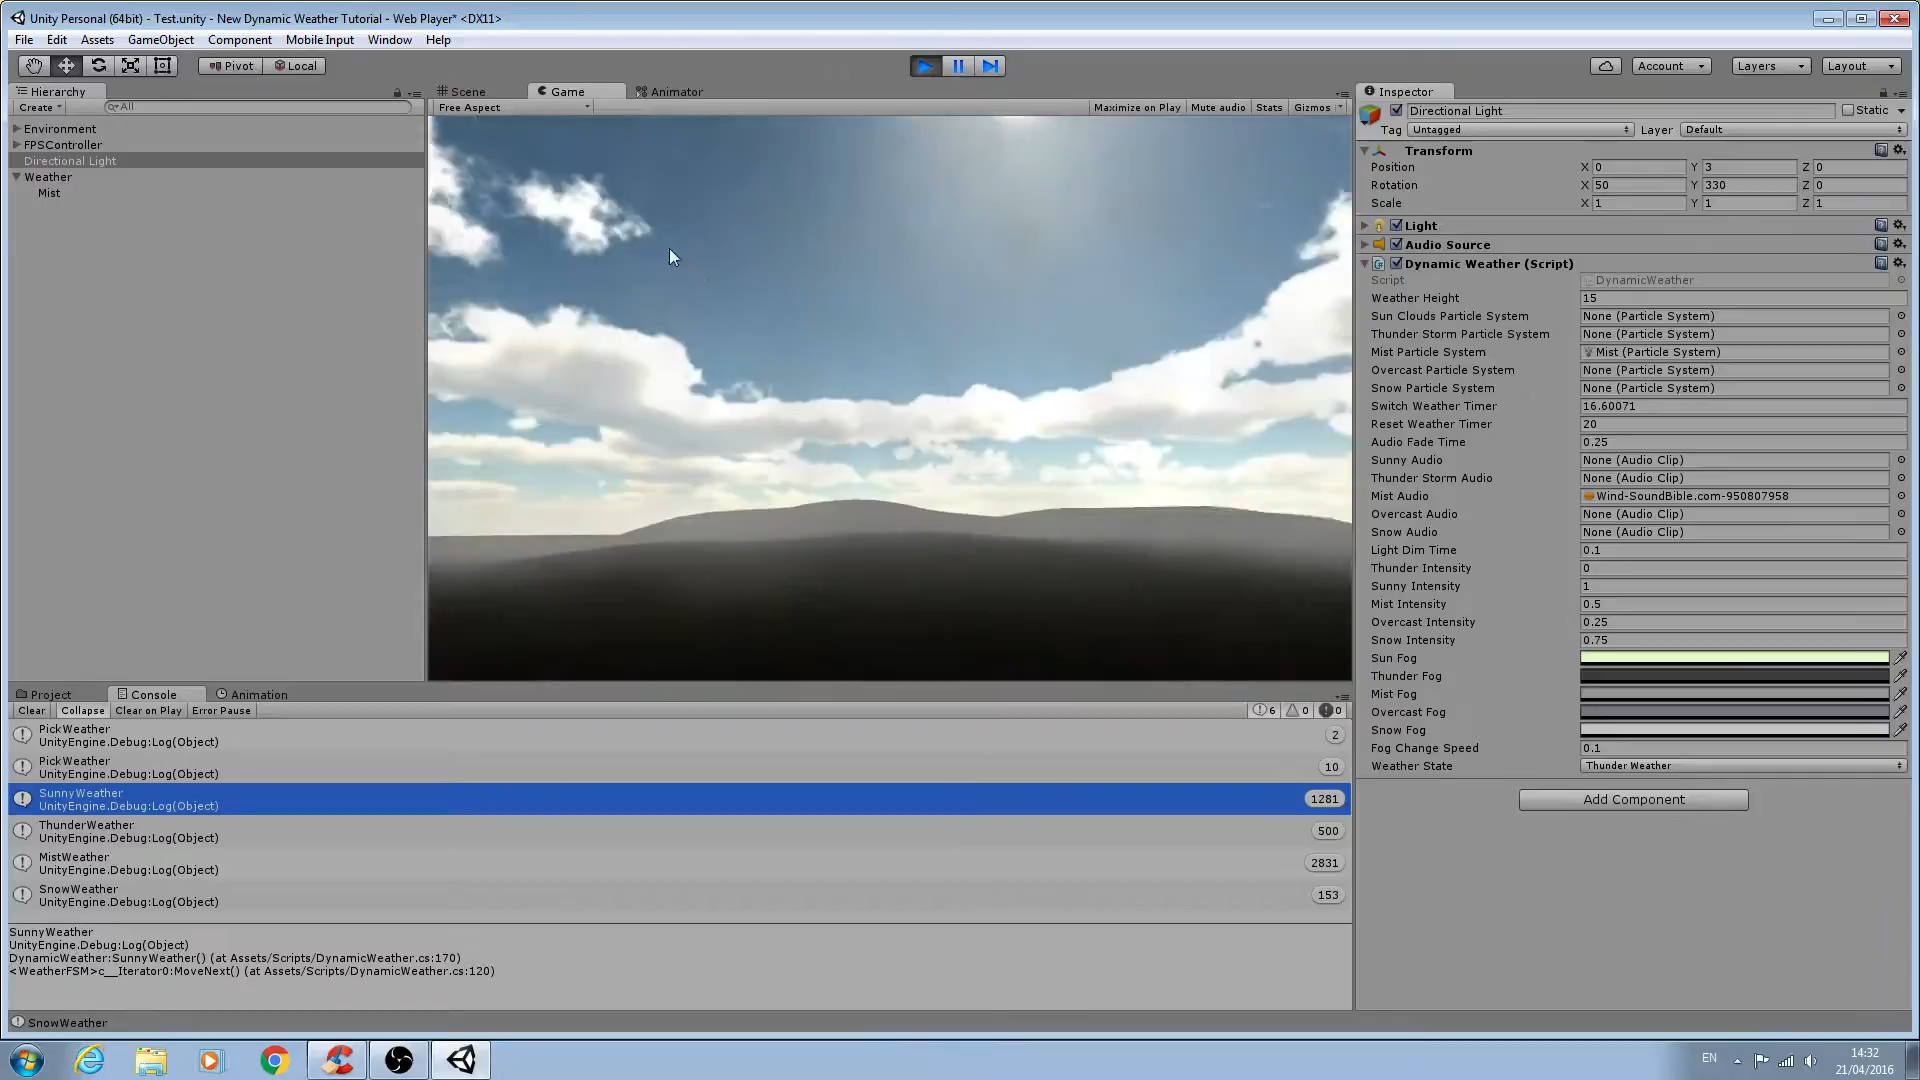 Unity Personal (64bit) - Test.unity - New Dynamic Weather Tutorial - Web Player* <DX11>
File Edit Assets GameObject Component Mobile Input Window Help
Pivot Local Account Layers Layout
Hierarchy
Create All
Environment
FPSController
Directional Light
Weather
Mist
Scene Game Animator
Free Aspect Maximize on Play Mute audio Stats Gizmos
Inspector
Directional Light Static
Tag Untagged Layer Default
Transform
Position X 0 Y 3 Z 0
Rotation X 50 Y 330 Z 0
Scale X 1 Y 1 Z 1
Light
Audio Source
Dynamic Weather (Script)
Script DynamicWeather
Weather Height 15
Sun Clouds Particle System None (Particle System)
Thunder Storm Particle System None (Particle System)
Mist Particle System Mist (Particle System)
Overcast Particle System None (Particle System)
Snow Particle System None (Particle System)
Switch Weather Timer 16.60071
Reset Weather Timer 20
Audio Fade Time 0.25
Sunny Audio None (Audio Clip)
Thunder Storm Audio None (Audio Clip)
Mist Audio Wind-SoundBible.com-950807958
Overcast Audio None (Audio Clip)
Snow Audio None (Audio Clip)
Light Dim Time 0.1
Thunder Intensity 0
Sunny Intensity 1
Mist Intensity 0.5
Overcast Intensity 0.25
Snow Intensity 0.75
Sun Fog
Thunder Fog
Mist Fog
Overcast Fog
Snow Fog
Fog Change Speed 0.1
Weather State Thunder Weather
Add Component
Project Console Animation
Clear Collapse Clear on Play Error Pause 6 0 0
PickWeather
UnityEngine.Debug:Log(Object) 2
PickWeather
UnityEngine.Debug:Log(Object) 10
SunnyWeather
UnityEngine.Debug:Log(Object) 1281
ThunderWeather
UnityEngine.Debug:Log(Object) 500
MistWeather
UnityEngine.Debug:Log(Object) 2831
SnowWeather
UnityEngine.Debug:Log(Object) 153
SunnyWeather
UnityEngine.Debug:Log(Object)
DynamicWeather:SunnyWeather() (at Assets/Scripts/DynamicWeather.cs:170)
<WeatherFSM>c__Iterator0:MoveNext() (at Assets/Scripts/DynamicWeather.cs:120)
SnowWeather
EN 14:32
21/04/2016